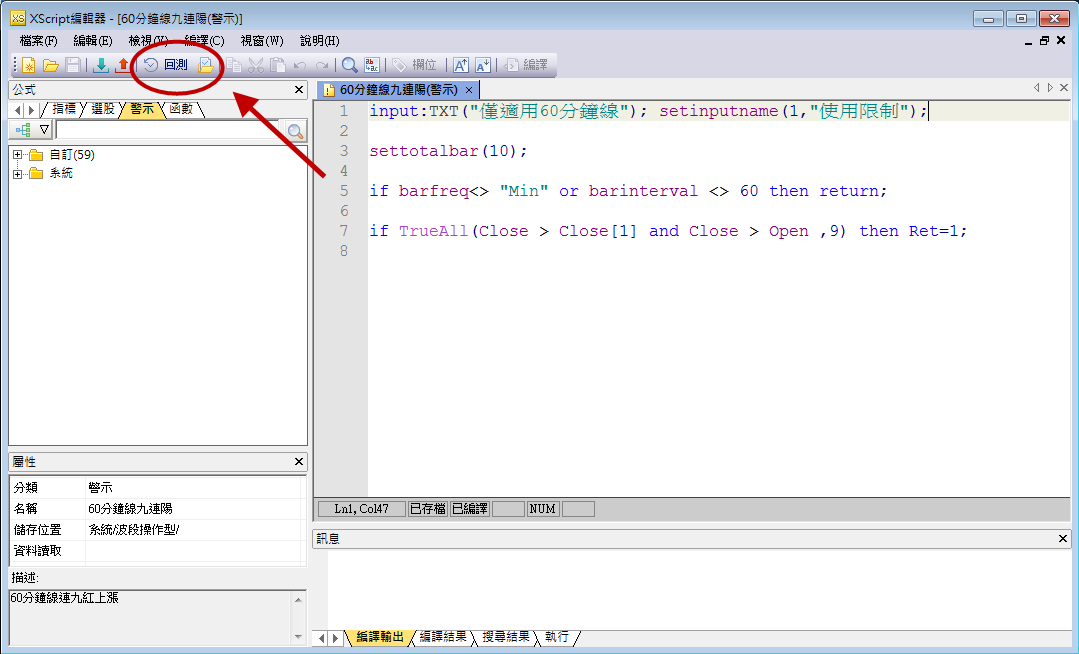 XS XScript編輯器 - [60分鐘線九連陽(警示)]
檔案(F) 編輯(E) 檢視(V) 編譯(C) 視窗(W) 說明(H)
回測 欄位 編譯
公式
指標 選股 警示 函數
自訂(59)
系統
屬性
分類 警示
名稱 60分鐘線九連陽
儲存位置 系統/波段操作型/
資料讀取
描述:
60分鐘線連九紅上漲
60分鐘線九連陽(警示)
1 input:TXT("僅適用60分鐘線"); setinputname(1,"使用限制");
2
3 settotalbar(10);
4
5 if barfreq<> "Min" or barinterval <> 60 then return;
6
7 if TrueAll(Close > Close[1] and Close > Open ,9) then Ret=1;
8
Ln1, Col47 已存檔 已編譯 NUM
訊息
編譯輸出 編譯結果 搜尋結果 執行